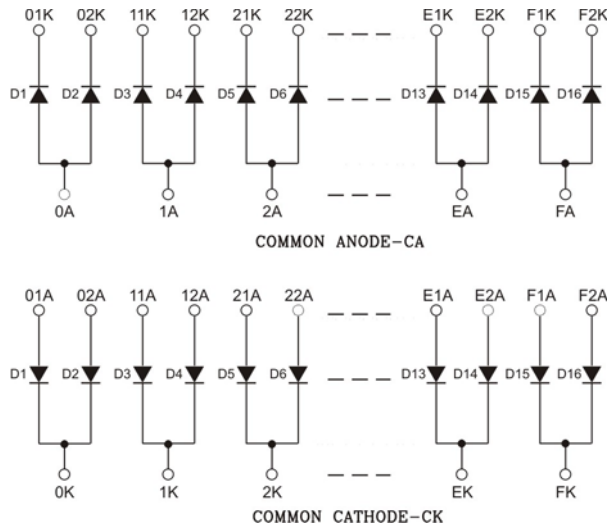 01K 02K 11K 12K 21K 22K E1K E2K F1K F2K
D1 D2 D3 D4 D5 D6 D13 D14 D15 D16
0A 1A 2A EA FA
COMMON ANODE-CA
01A 02A 11A 12A 21A 22A E1A E2A F1A F2A
D1 D2 D3 D4 D5 D6 D13 D14 D15 D16
0K 1K 2K EK FK
COMMON CATHODE-CK